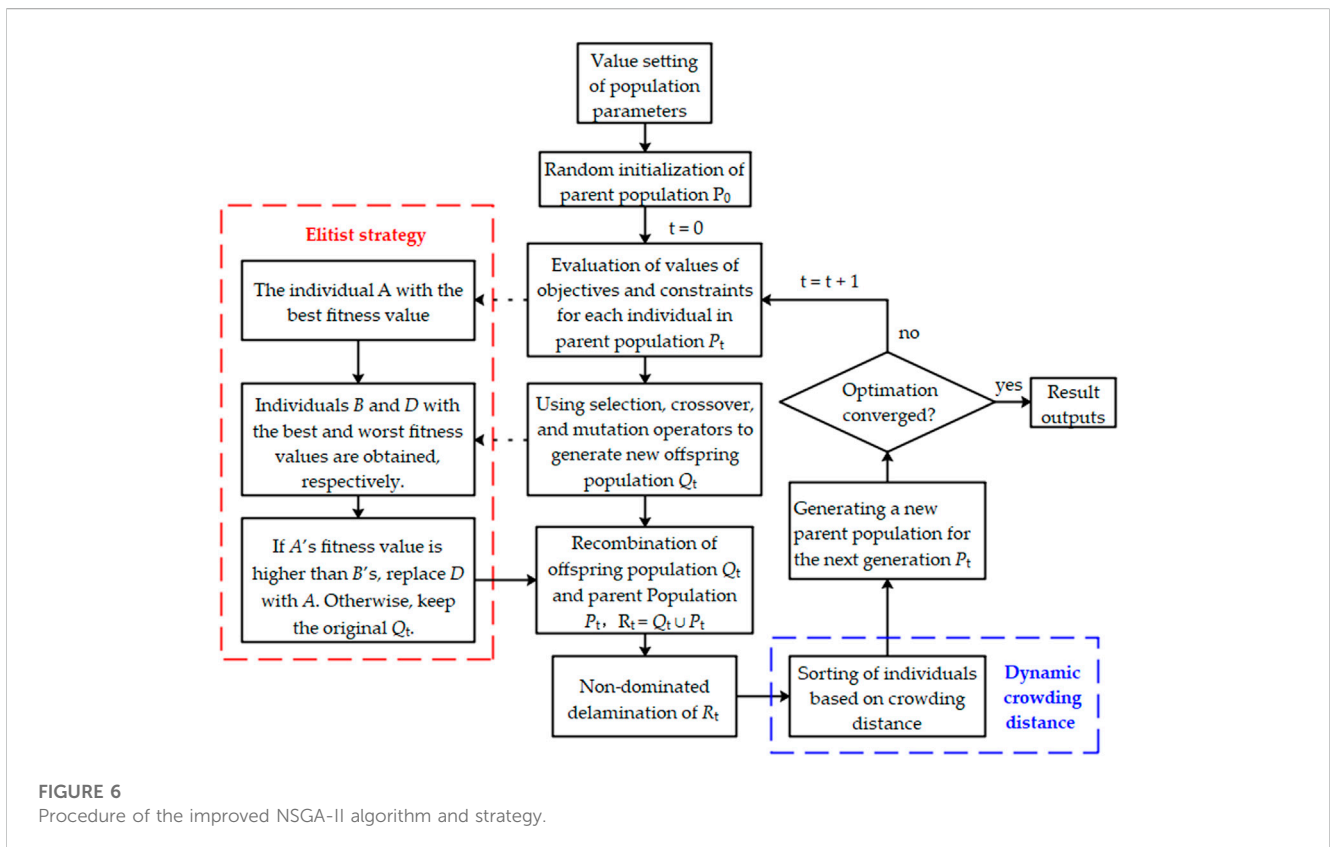 Value setting
of population
parameters
Random initialization of
parent population P₀
t = 0
Elitist strategy
The individual A with the
best fitness value
Evaluation of values of
objectives and constraints
for each individual in
parent population Pₜ
t = t + 1
no
Individuals B and D with
the best and worst fitness
values are obtained,
respectively.
Using selection, crossover,
and mutation operators to
generate new offspring
population Qₜ
Optimation
converged?
yes
Result
outputs
If A's fitness value is
higher than B's, replace D
with A. Otherwise, keep
the original Qₜ.
Recombination of
offspring population Qₜ
and parent Population
Pₜ, Rₜ = Qₜ ∪ Pₜ
Generating a new
parent population for
the next generation Pₜ
Non-dominated
delamination of Rₜ
Sorting of individuals
based on crowding
distance
Dynamic
crowding
distance
FIGURE 6
Procedure of the improved NSGA-II algorithm and strategy.